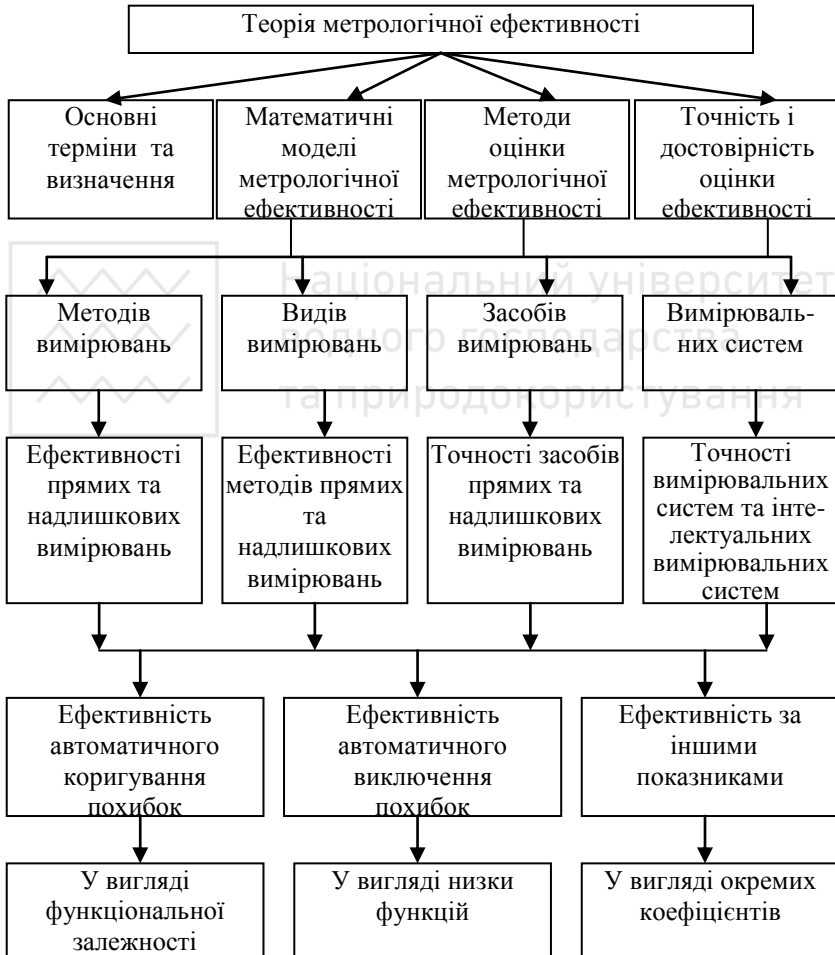 Теорія метрологічної ефективності
Основні
терміни та
визначення
Математичні
моделі
метрологічної
ефективності
Методи
оцінки
метрологічної
ефективності
Точність і
достовірність
оцінки
ефективності
Національний університет
водного господарства
та природокористування
Методів
вимірювань
Видів
вимірювань
Засобів
вимірювань
Вимірюваль-
них систем
Ефективності
прямих та
надлишкових
вимірювань
Ефективності
методів прямих
та
надлишкових
вимірювань
Точності засобів
прямих та
надлишкових
вимірювань
Точності
вимірювальних
систем та інте-
лектуальних
вимірювальних
систем
Ефективність
автоматичного
коригування
похибок
Ефективність
автоматичного
виключення
похибок
Ефективність за
іншими
показниками
У вигляді
функціональної
залежності
У вигляді низки
функцій
У вигляді окремих
коефіцієнтів